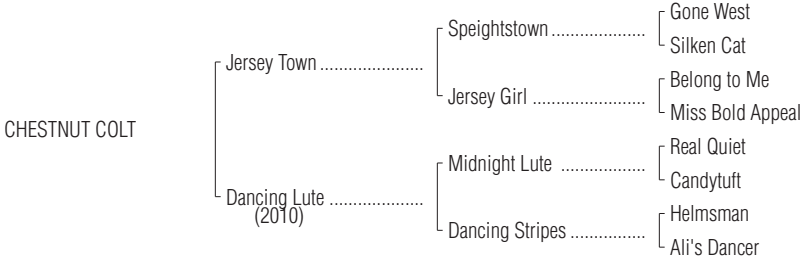 Gone West
Speightstown ....................
Silken Cat
Jersey Town ......................
Belong to Me
Jersey Girl ........................
Miss Bold Appeal
CHESTNUT COLT
Real Quiet
Midnight Lute ..................
Candytuft
Dancing Lute ....................
(2010)
Helmsman
Dancing Stripes ................
Ali's Dancer